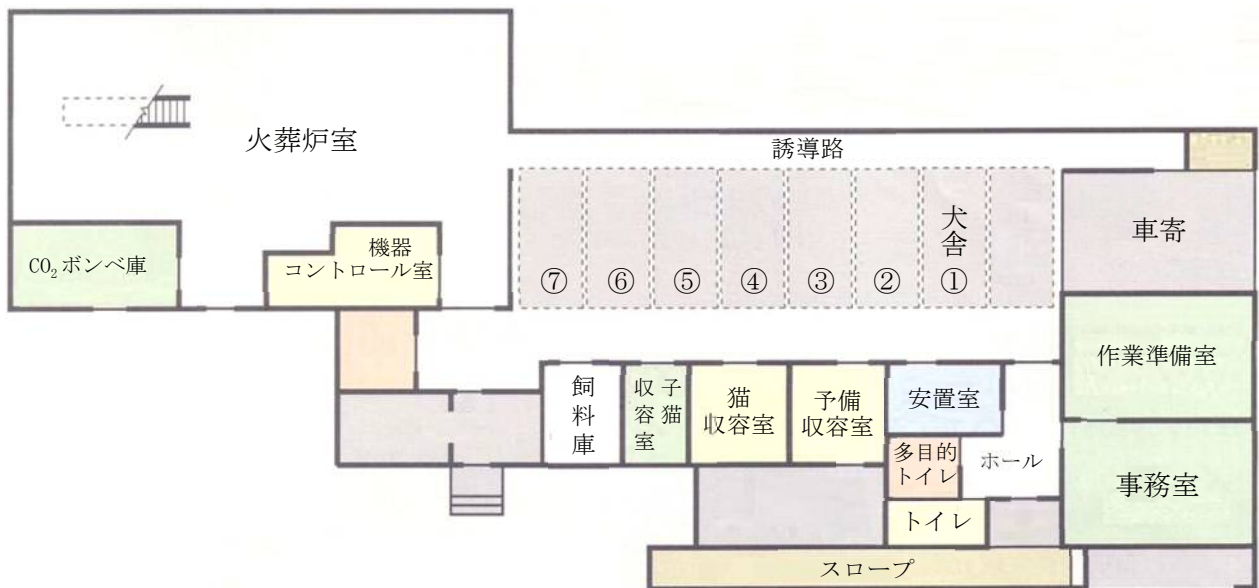 火葬炉室
誘導路
犬舎
車寄
CO₂ボンベ庫
機器
コントロール室
⑦
⑥
⑤
④
③
②
①
作業準備室
飼料庫
子猫
収容室
猫
収容室
予備
収容室
安置室
多目的
トイレ
ホール
事務室
トイレ
スロープ